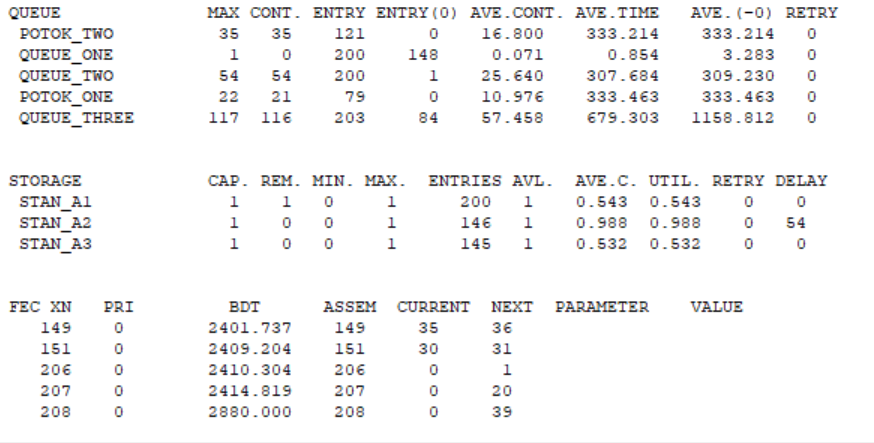 QUEUE MAX CONT. ENTRY ENTRY(0) AVE.CONT. AVE.TIME AVE.(-0) RETRY
POTOK_TWO 35 35 121 0 16.800 333.214 333.214 0
QUEUE_ONE 1 0 200 148 0.071 0.854 3.283 0
QUEUE_TWO 54 54 200 1 25.640 307.684 309.230 0
POTOK_ONE 22 21 79 0 10.976 333.463 333.463 0
QUEUE_THREE 117 116 203 84 57.458 679.303 1158.812 0
STORAGE CAP. REM. MIN. MAX. ENTRIES AVL. AVE.C. UTIL. RETRY DELAY
STAN_A1 1 1 0 1 200 1 0.543 0.543 0 0
STAN_A2 1 0 0 1 146 1 0.988 0.988 0 54
STAN_A3 1 0 0 1 145 1 0.532 0.532 0 0
FEC XN PRI BDT ASSEM CURRENT NEXT PARAMETER VALUE
149 0 2401.737 149 35 36
151 0 2409.204 151 30 31
206 0 2410.304 206 0 1
207 0 2414.819 207 0 20
208 0 2880.000 208 0 39